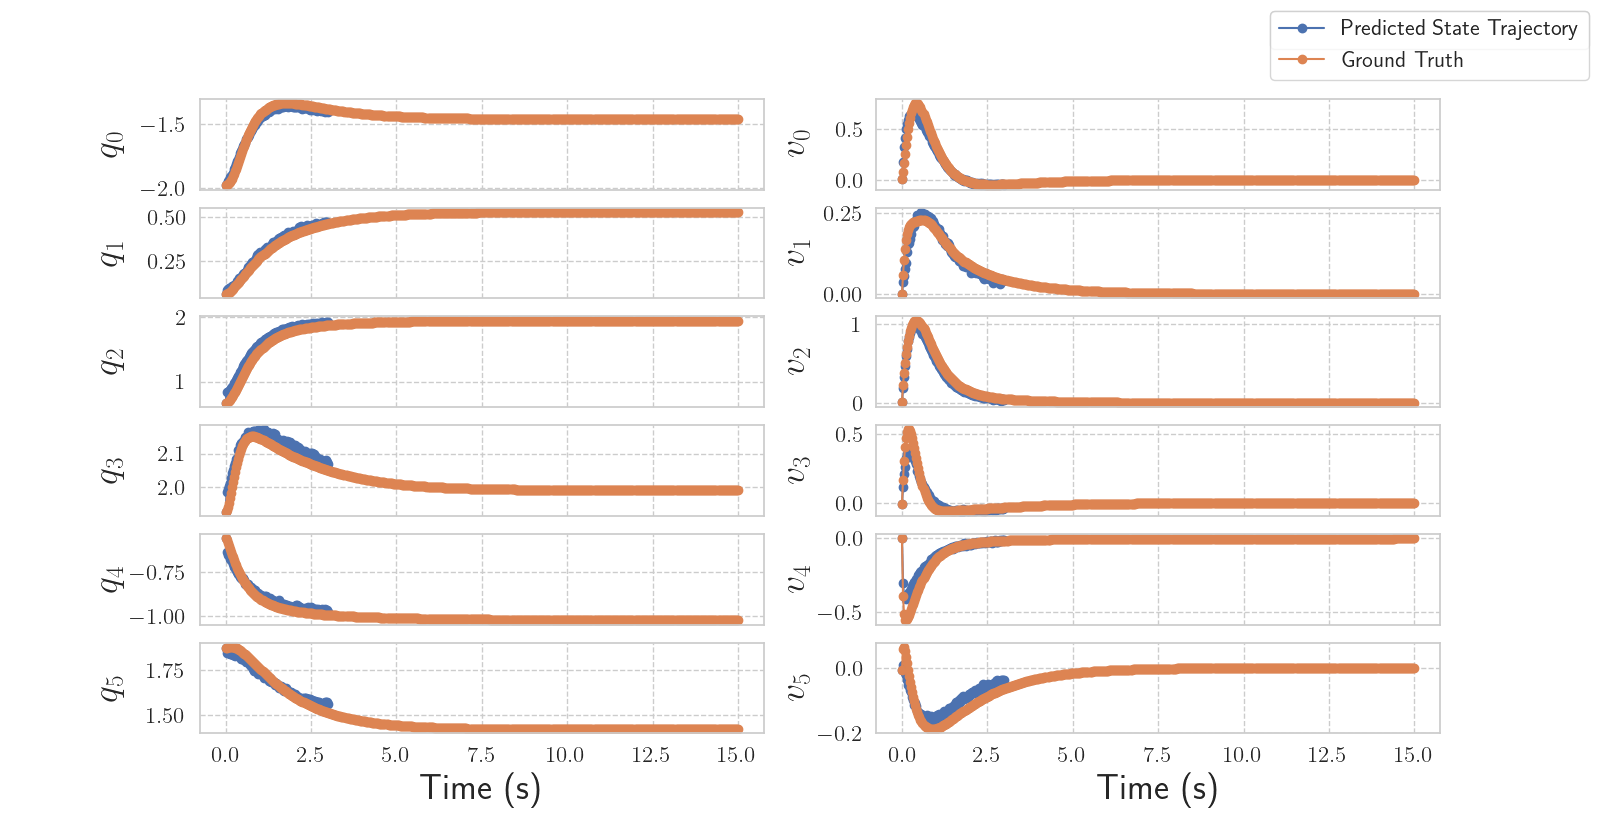 Predicted State Trajectory
Ground Truth
q0
−1.5
−2.0
v0
0.5
0.0
q1
0.50
0.25
v1
0.25
0.00
q2
2
1
v2
1
0
q3
2.1
2.0
v3
0.5
0.0
q4
−0.75
−1.00
v4
0.0
−0.5
q5
1.75
1.50
v5
0.0
−0.2
0.0 2.5 5.0 7.5 10.0 12.5 15.0
Time (s)
0.0 2.5 5.0 7.5 10.0 12.5 15.0
Time (s)